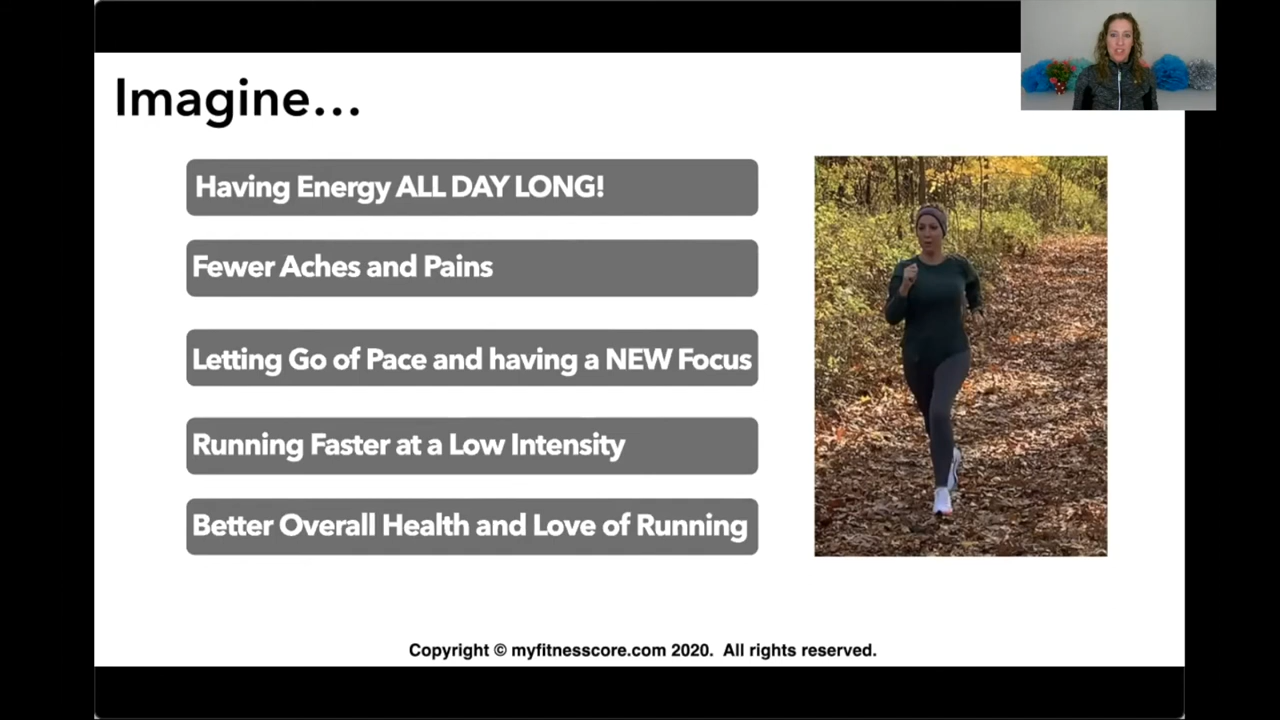 Imagine...
Having Energy ALL DAY LONG!
Fewer Aches and Pains
Letting Go of Pace and having a NEW Focus
Running Faster at a Low Intensity
Better Overall Health and Love of Running
Copyright © myfitnesscore.com 2020. All rights reserved.